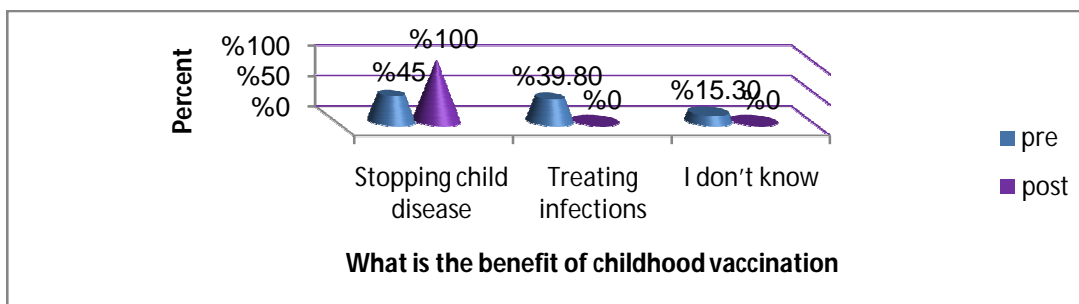 Percent
%100
%50
%0
%45
%100
%39.80
%0
%15.30
%0
Stopping child
disease
Treating
infections
I don't know
pre
post
What is the benefit of childhood vaccination